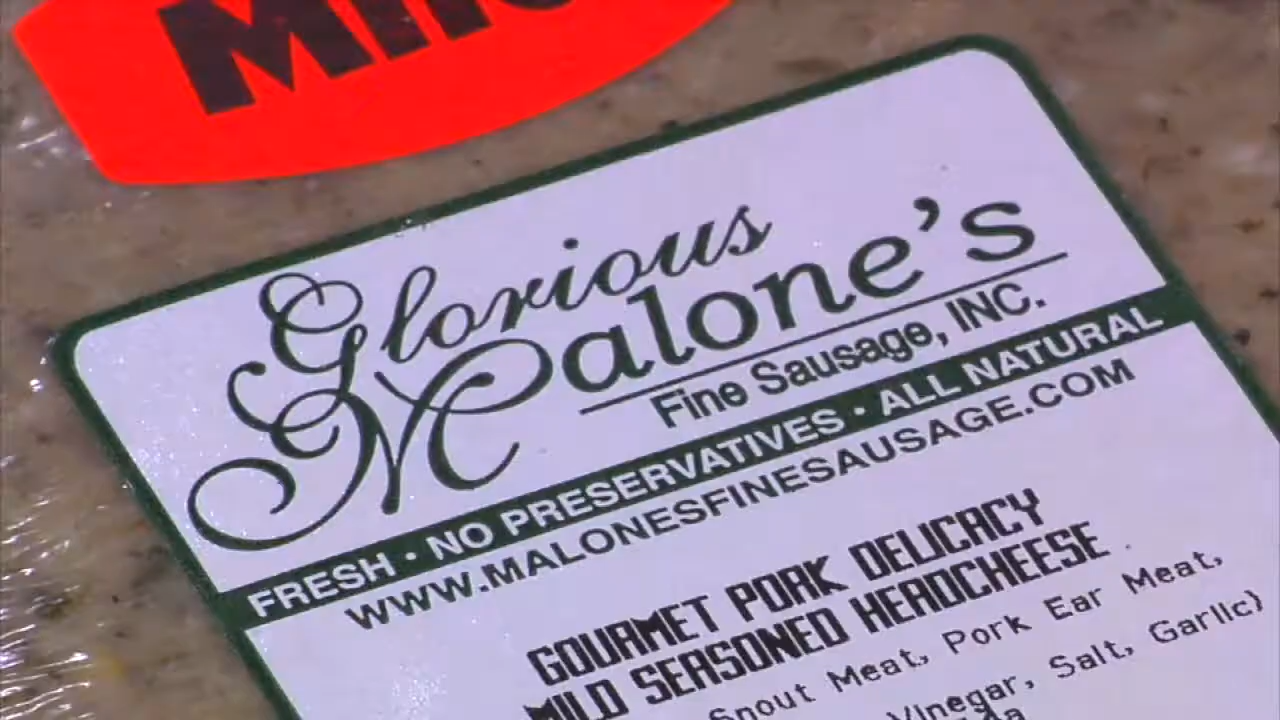 Glorious
Malone's
Fine Sausage, INC.
FRESH · NO PRESERVATIVES · ALL NATURAL
WWW.MALONESFINESAUSAGE.COM
GOURMET PORK DELICACY
MILD SEASONED HEADCHEESE
Snout Meat, Pork Ear Meat,
Vinegar, Salt, Garlic)